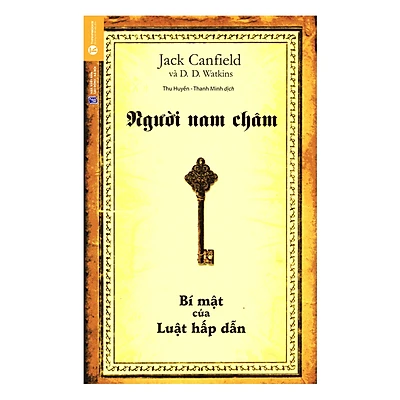 Jack Canfield
và D. D. Watkins
Thu Huyền - Thanh Minh dịch
Người nam châm
Bí mật
của
Luật hấp dẫn